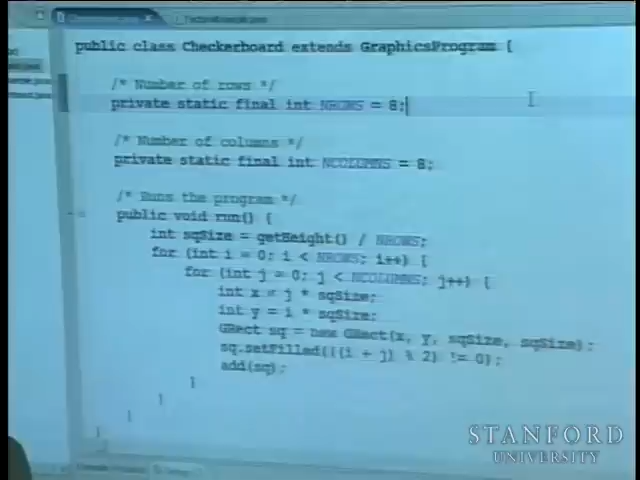 public class Checkerboard extends GraphicsProgram {
/* Number of rows */
private static final int NROWS = 8;
/* Number of columns */
private static final int NCOLUMNS = 8;
/* Runs the program */
public void run() {
int sqSize = getHeight() / NROWS;
for (int i = 0; i < NROWS; i++) {
for (int j = 0; j < NCOLUMNS; j++) {
int x = j * sqSize;
int y = i * sqSize;
GRect sq = new GRect(x, y, sqSize, sqSize);
sq.setFilled(((i + j) % 2) != 0);
add(sq);
}
}
}
}
STANFORD
UNIVERSITY